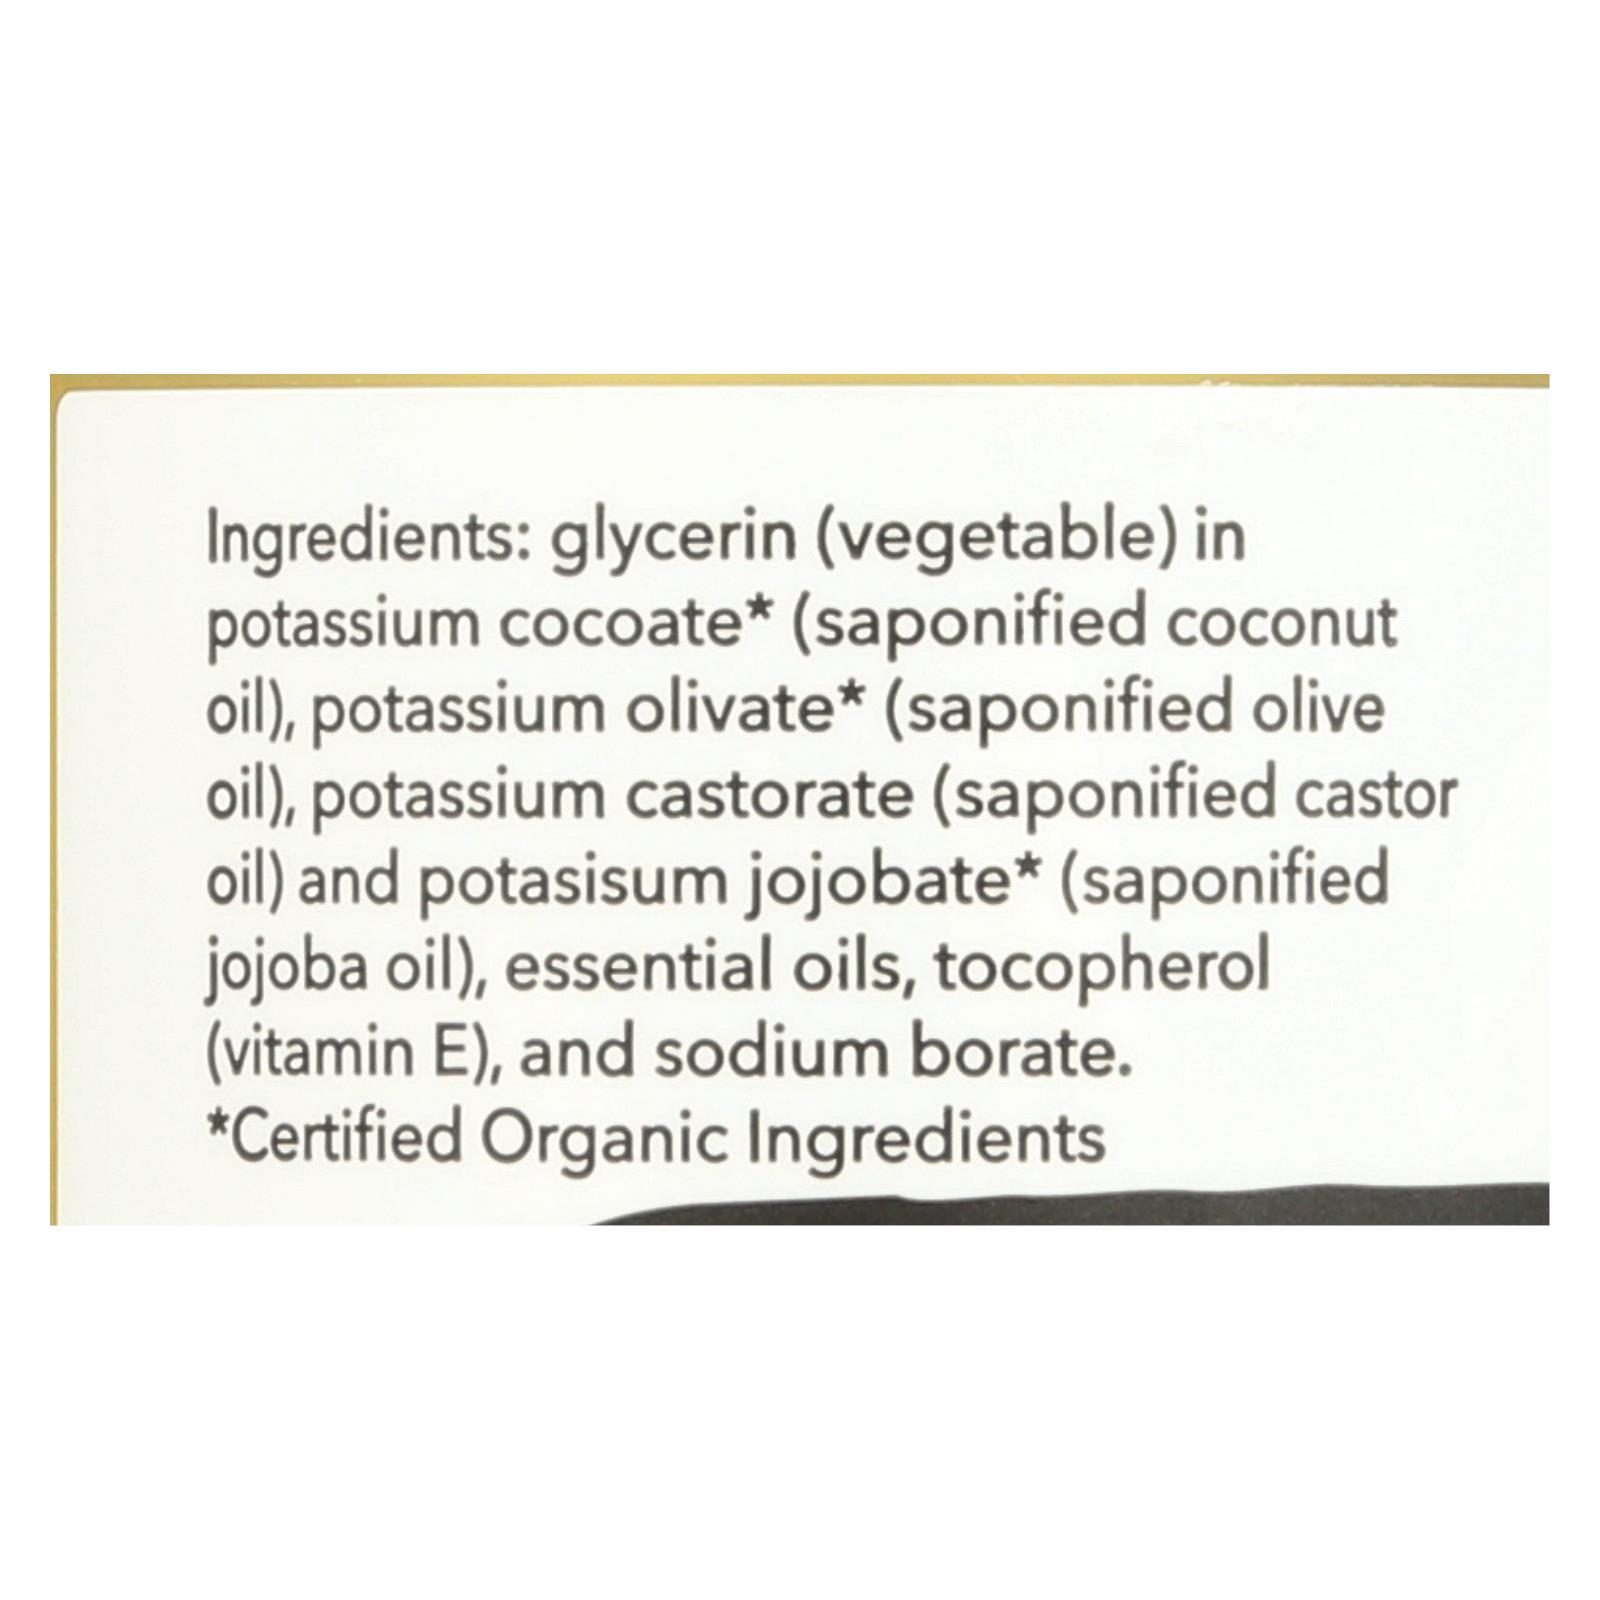 Ingredients: glycerin (vegetable) in
potassium cocoate* (saponified coconut
oil), potassium olivate* (saponified olive
oil), potassium castorate (saponified castor
oil) and potasisum jojobate* (saponified
jojoba oil), essential oils, tocopherol
(vitamin E), and sodium borate.
*Certified Organic Ingredients